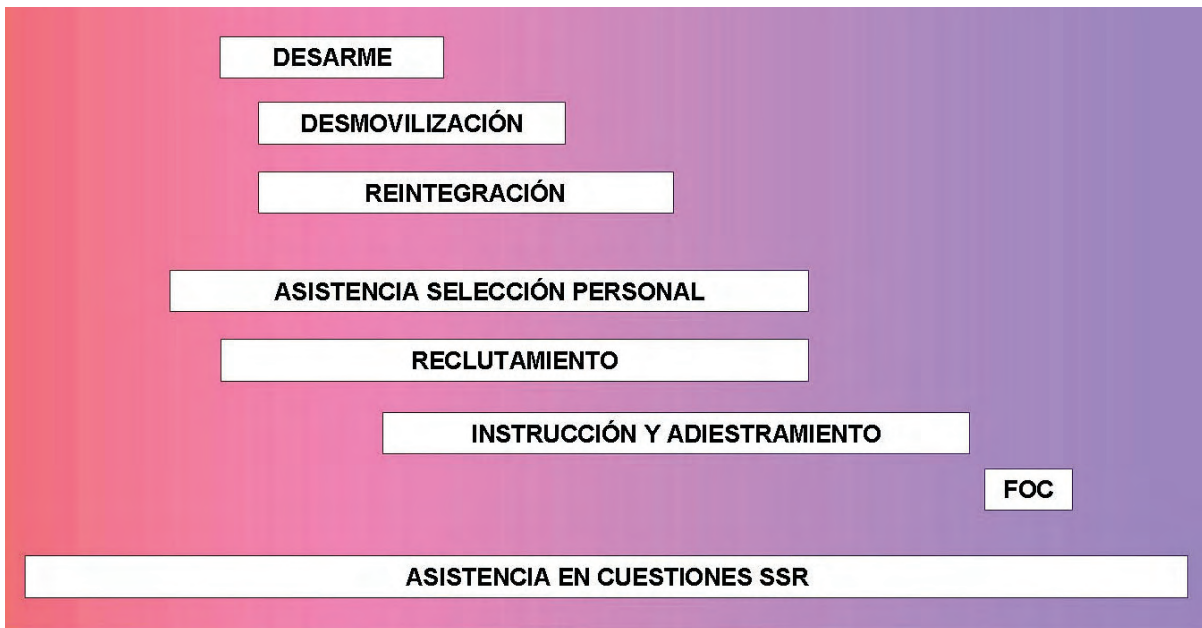 DESARME
DESMOVILIZACIÓN
REINTEGRACIÓN
ASISTENCIA SELECCIÓN PERSONAL
RECLUTAMIENTO
INSTRUCCIÓN Y ADIESTRAMIENTO
FOC
ASISTENCIA EN CUESTIONES SSR